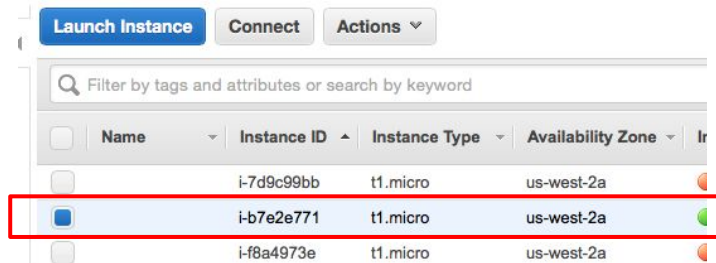 Launch Instance Connect Actions
Filter by tags and attributes or search by keyword
Name Instance ID Instance Type Availability Zone
i-7d9c99bb t1.micro us-west-2a
i-b7e2e771 t1.micro us-west-2a
i-f8a4973e t1.micro us-west-2a